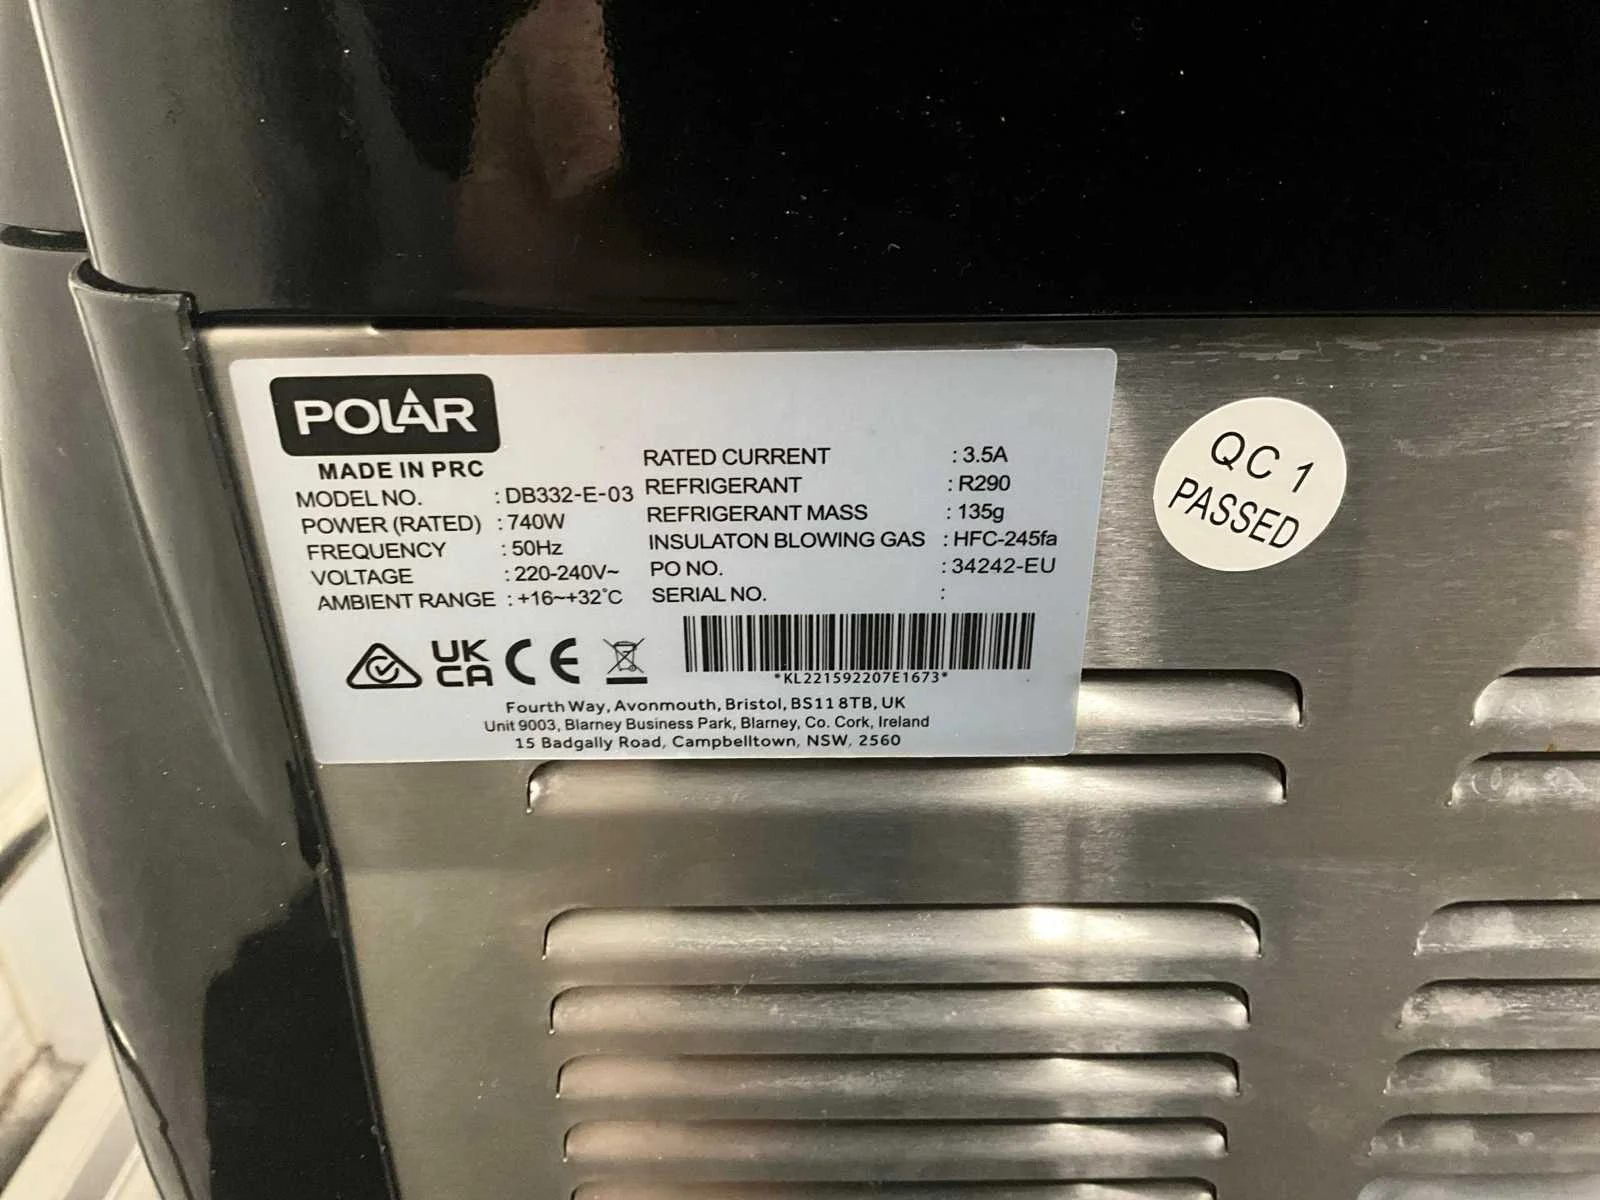 POLAR
MADE IN PRC
MODEL NO. : DB332-E-03
POWER (RATED) : 740W
FREQUENCY : 50Hz
VOLTAGE : 220-240V~
AMBIENT RANGE : +16~+32°C
RATED CURRENT : 3.5A
REFRIGERANT : R290
REFRIGERANT MASS : 135g
INSULATON BLOWING GAS : HFC-245fa
PO NO. : 34242-EU
SERIAL NO. :
UK
CA CE
*KL221592207E1673*
Fourth Way, Avonmouth, Bristol, BS11 8TB, UK
Unit 9003, Blarney Business Park, Blarney, Co. Cork, Ireland
15 Badgally Road, Campbelltown, NSW, 2560
QC 1
PASSED